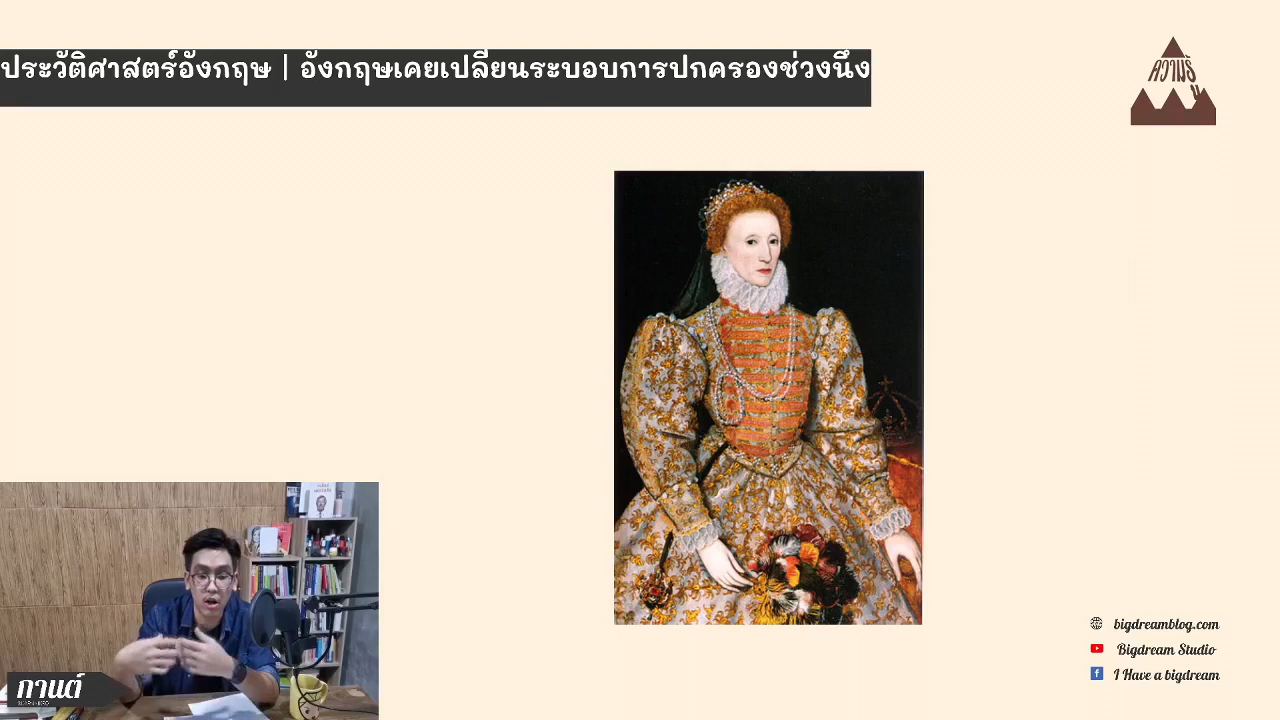 ประวัติศาสตร์อังกฤษ | อังกฤษเคยเปลี่ยนระบอบการปกครองช่วงนึง
ความรู้
bigdreamblog.com
Bigdream Studio
I Have a bigdream
กานต์